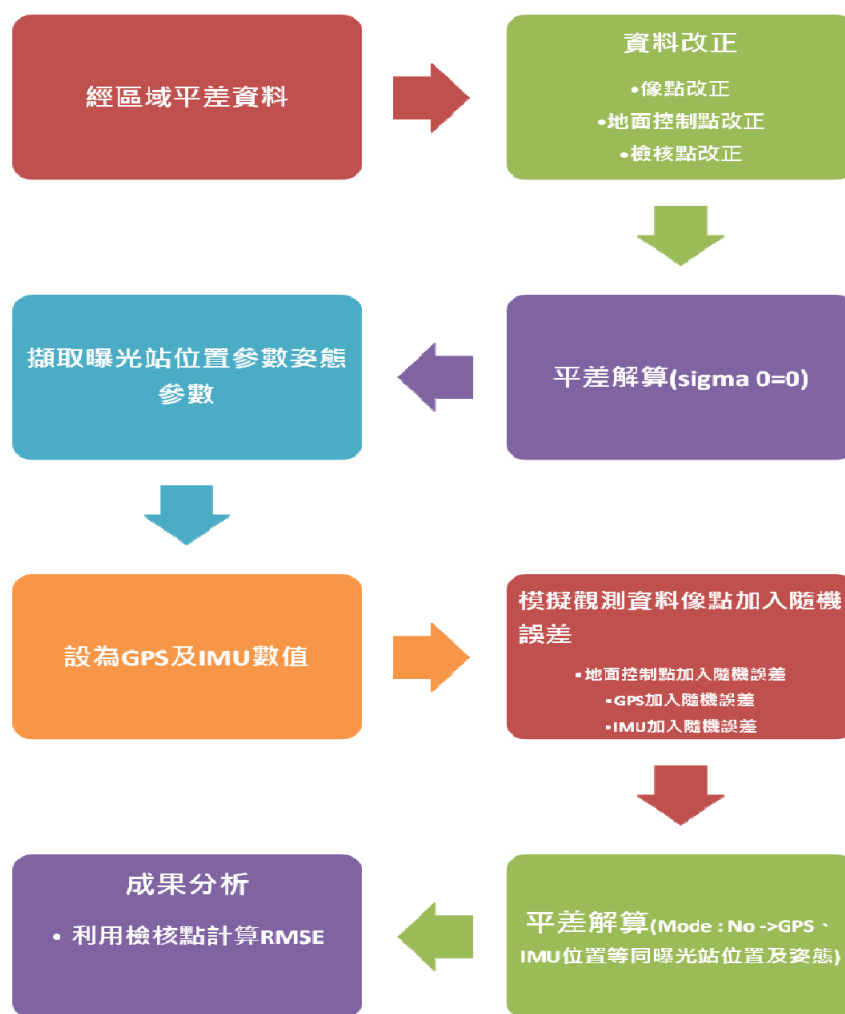 經區域平差資料
資料改正
•像點改正
•地面控制點改正
•檢核點改正
平差解算(sigma 0=0)
擷取曝光站位置參數姿態
參數
設為GPS及IMU數值
模擬觀測資料像點加入隨機
誤差
•地面控制點加入隨機誤差
•GPS加入隨機誤差
•IMU加入隨機誤差
平差解算(Mode : No ->GPS、
IMU位置等同曝光站位置及姿態)
成果分析
• 利用檢核點計算RMSE